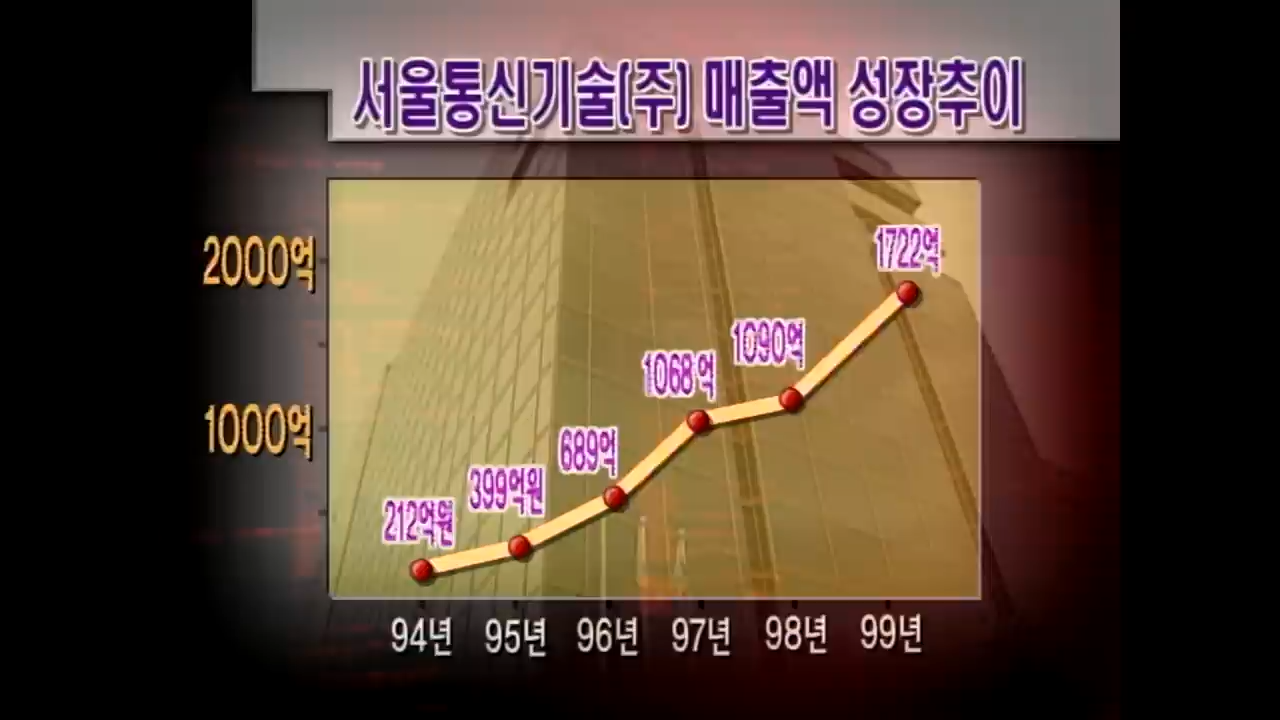 서울통신기술(주) 매출액 성장추이
2000억
1722억
1090억
1068억
1000억
689억
399억원
212억원
94년 95년 96년 97년 98년 99년